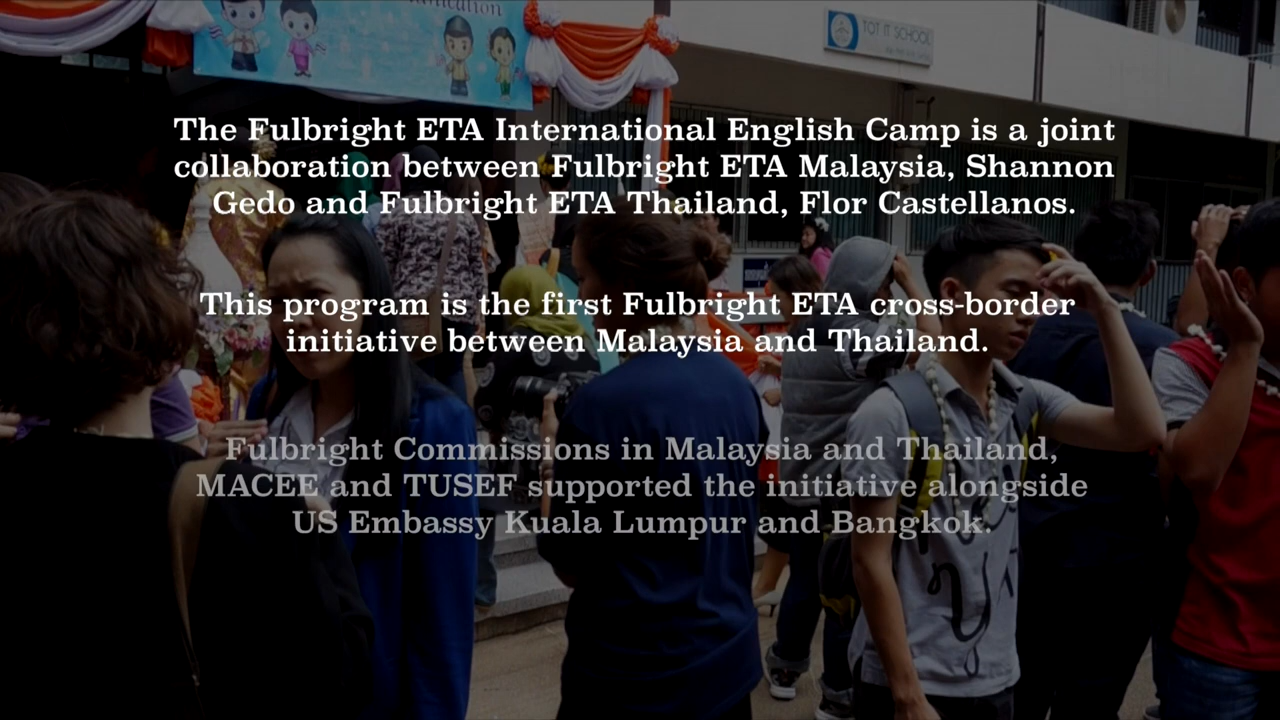 TOT IT SCHOOL
The Fulbright ETA International English Camp is a joint
collaboration between Fulbright ETA Malaysia, Shannon
Gedo and Fulbright ETA Thailand, Flor Castellanos.
This program is the first Fulbright ETA cross-border
initiative between Malaysia and Thailand.
Fulbright Commissions in Malaysia and Thailand,
MACEE and TUSEF supported the initiative alongside
US Embassy Kuala Lumpur and Bangkok.